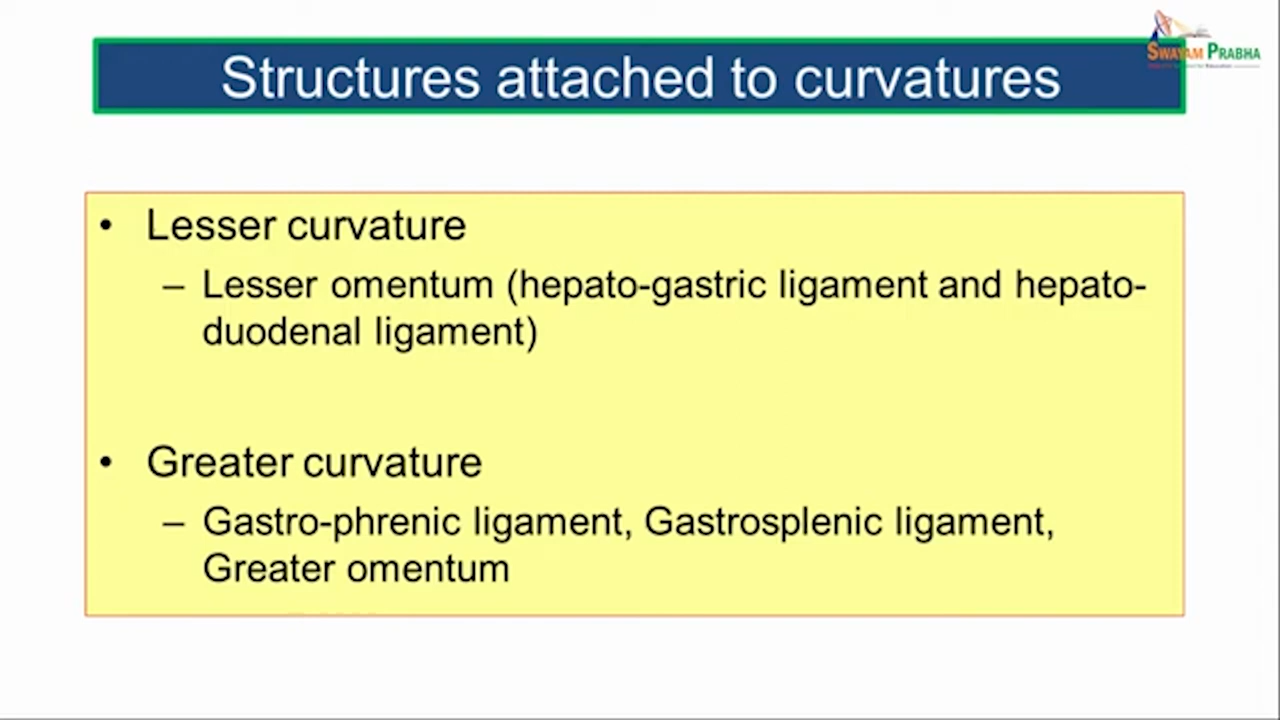 Structures attached to curvatures
SWAYAM PRABHA
• Lesser curvature
– Lesser omentum (hepato-gastric ligament and hepato-
duodenal ligament)
• Greater curvature
– Gastro-phrenic ligament, Gastrosplenic ligament,
Greater omentum